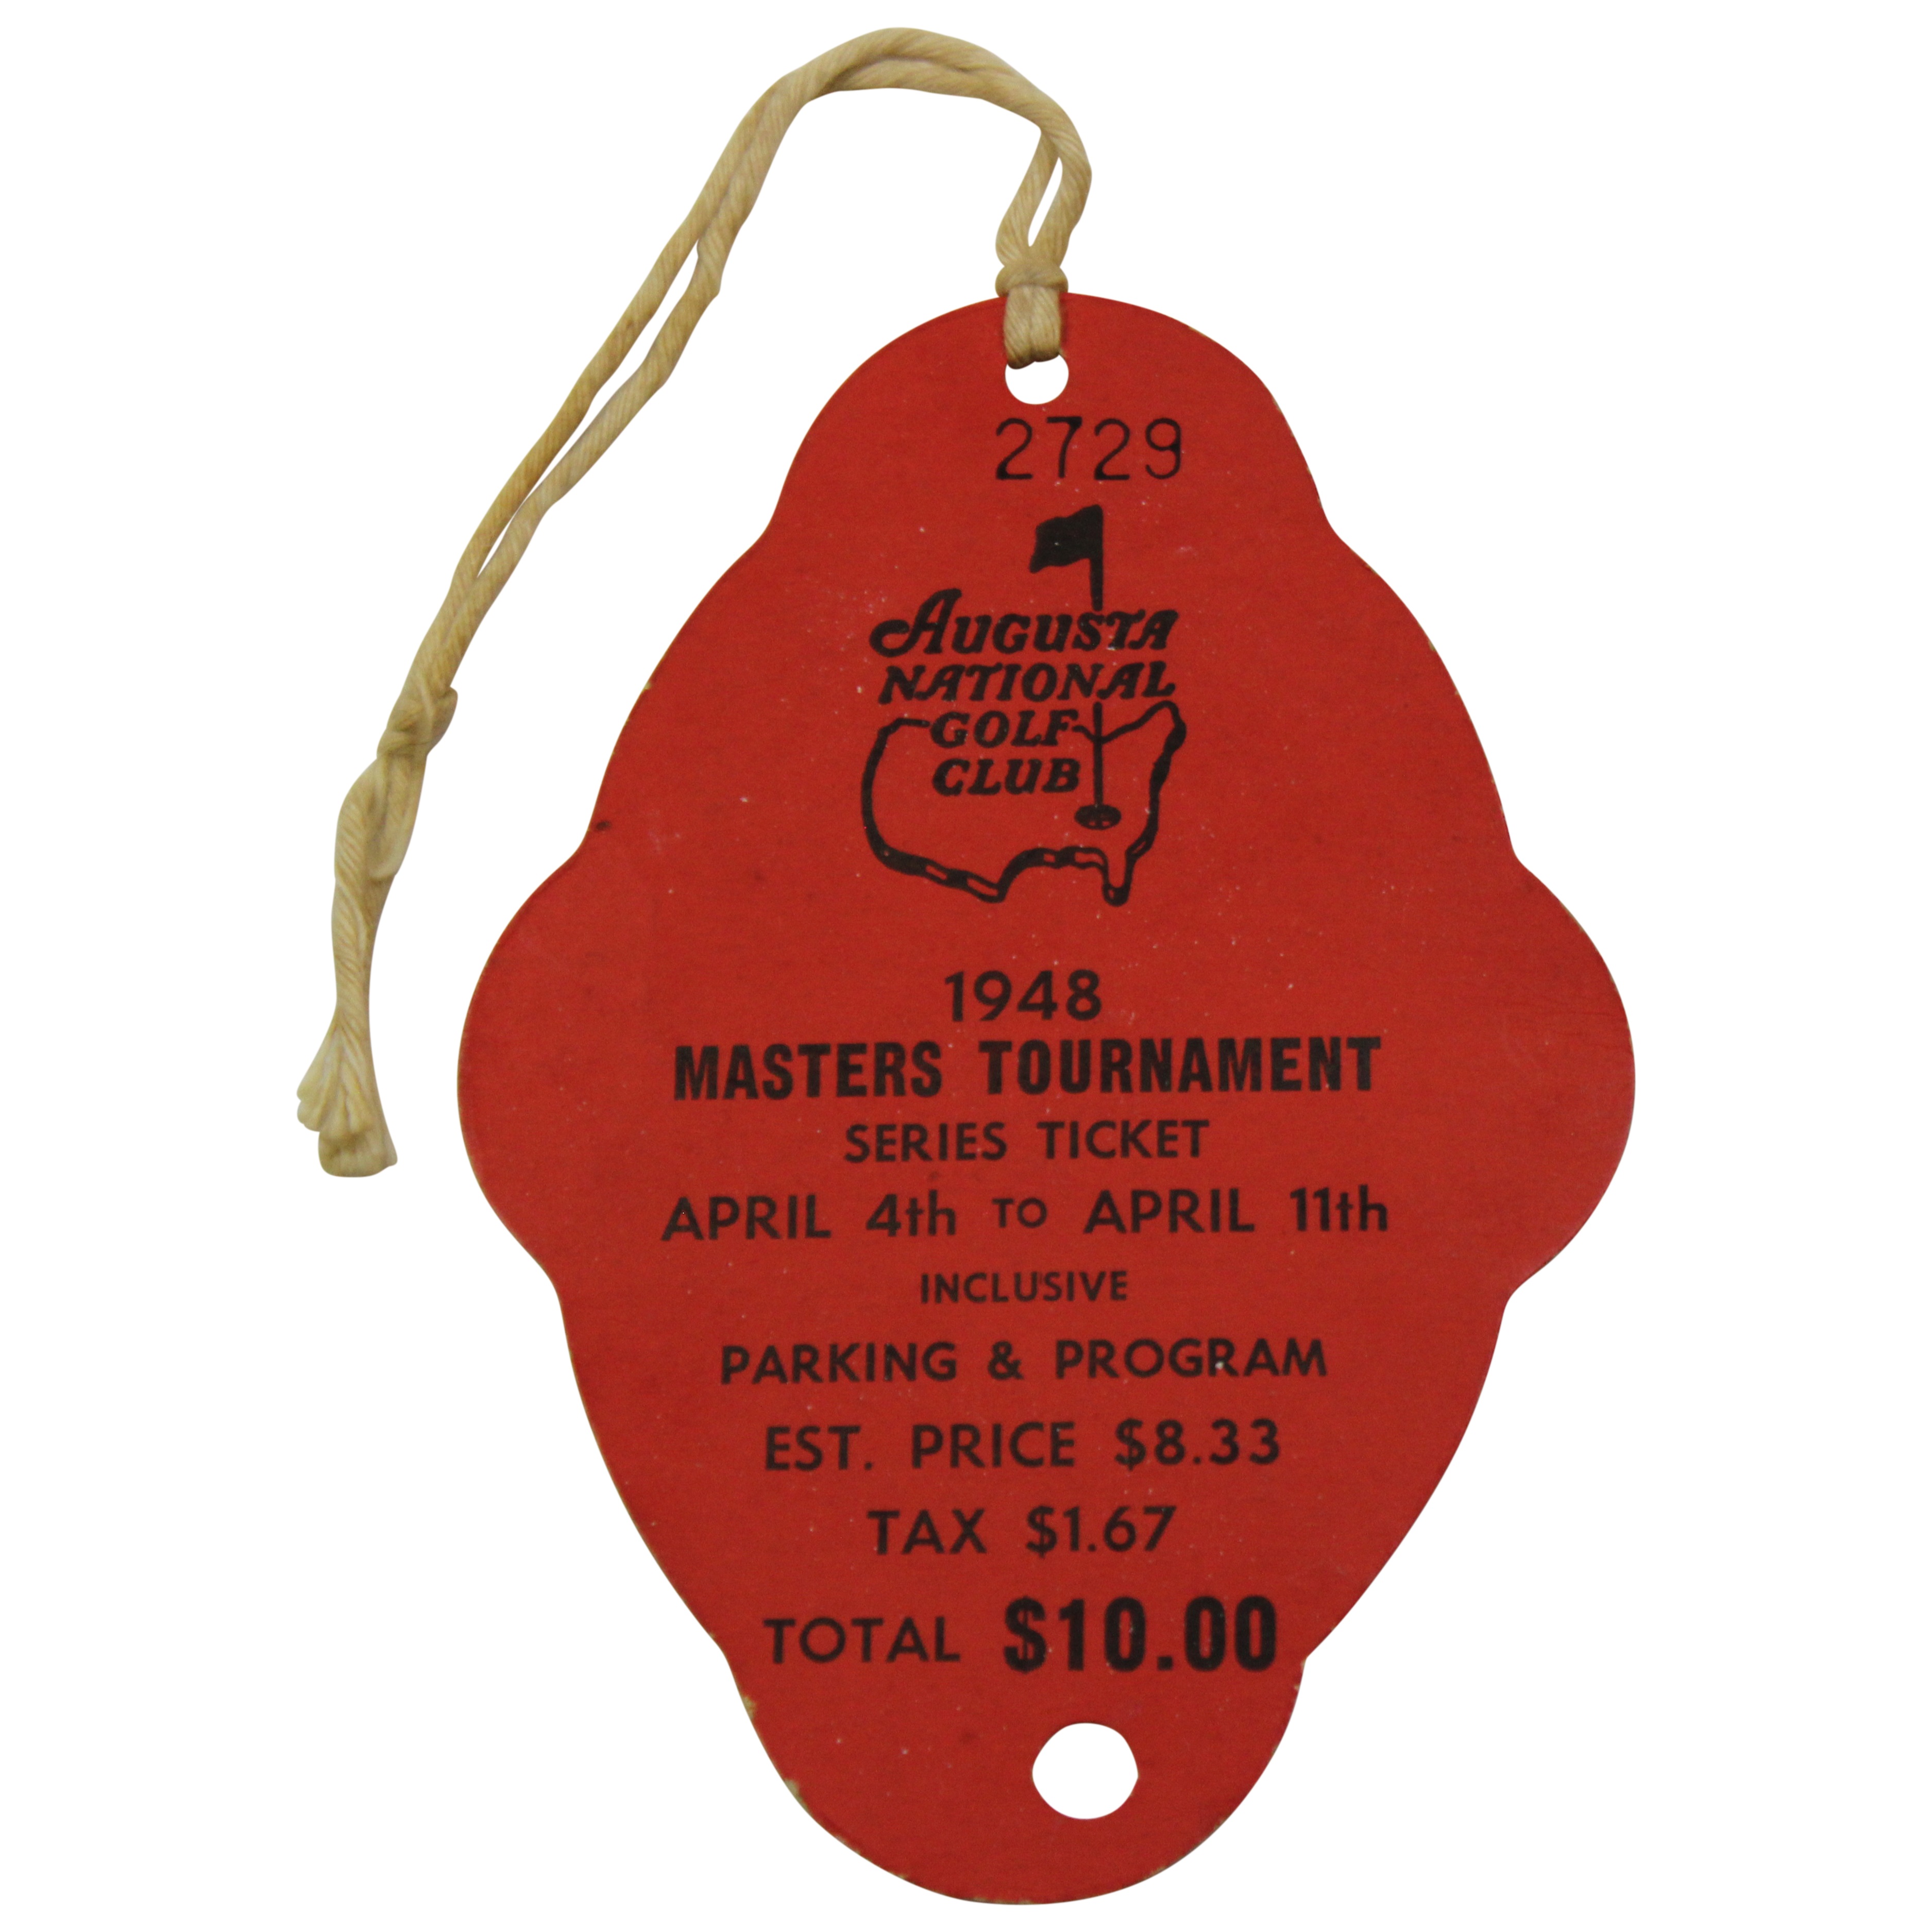 2729
AUGUSTA
NATIONAL
GOLF
CLUB
1948
MASTERS TOURNAMENT
SERIES TICKET
APRIL 4th TO APRIL 11th
INCLUSIVE
PARKING & PROGRAM
EST. PRICE $8.33
TAX $1.67
TOTAL $10.00